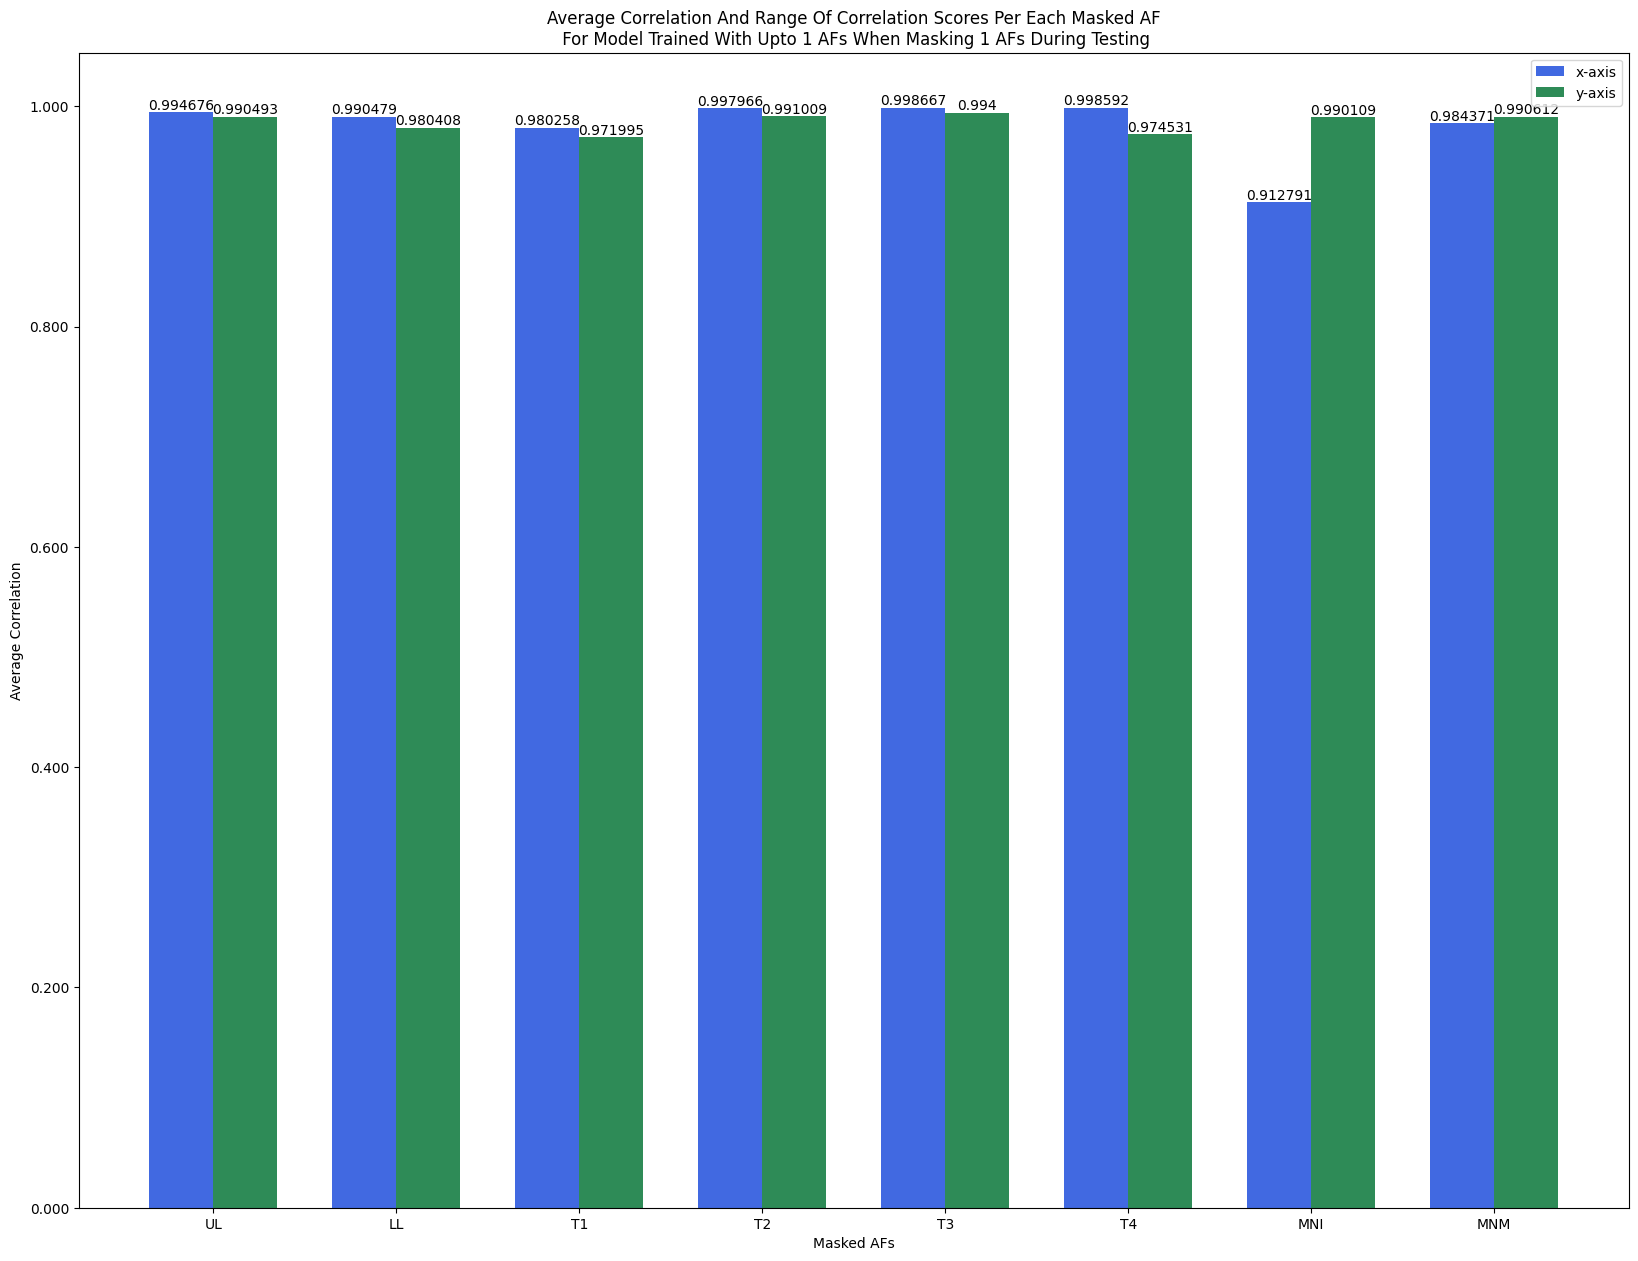 Average Correlation And Range Of Correlation Scores Per Each Masked AF
For Model Trained With Upto 1 AFs When Masking 1 AFs During Testing
x-axis
y-axis
0.994676
0.990493
0.990479
0.980408
0.980258
0.971995
0.997966
0.991009
0.998667
0.994
0.998592
0.974531
0.912791
0.990109
0.984371
0.990612
1.000
0.800
0.600
0.400
0.200
0.000
Average Correlation
UL
LL
T1
T2
T3
T4
MNI
MNM
Masked AFs